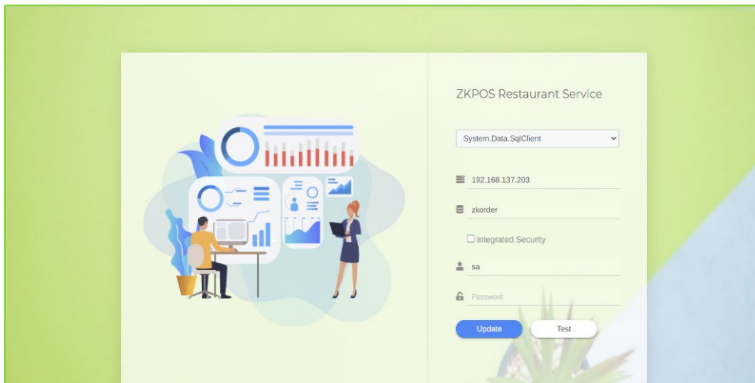 ZKPOS Restaurant Service
System.Data.SqlClient
192.168.137.203
zkorder
Integrated Security
sa
Password
Update
Test